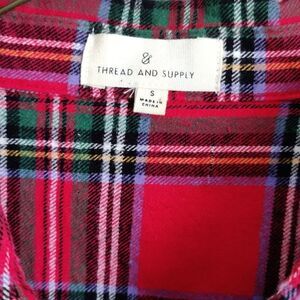 &
THREAD AND SUPPLY
S
MADE IN
CHINA